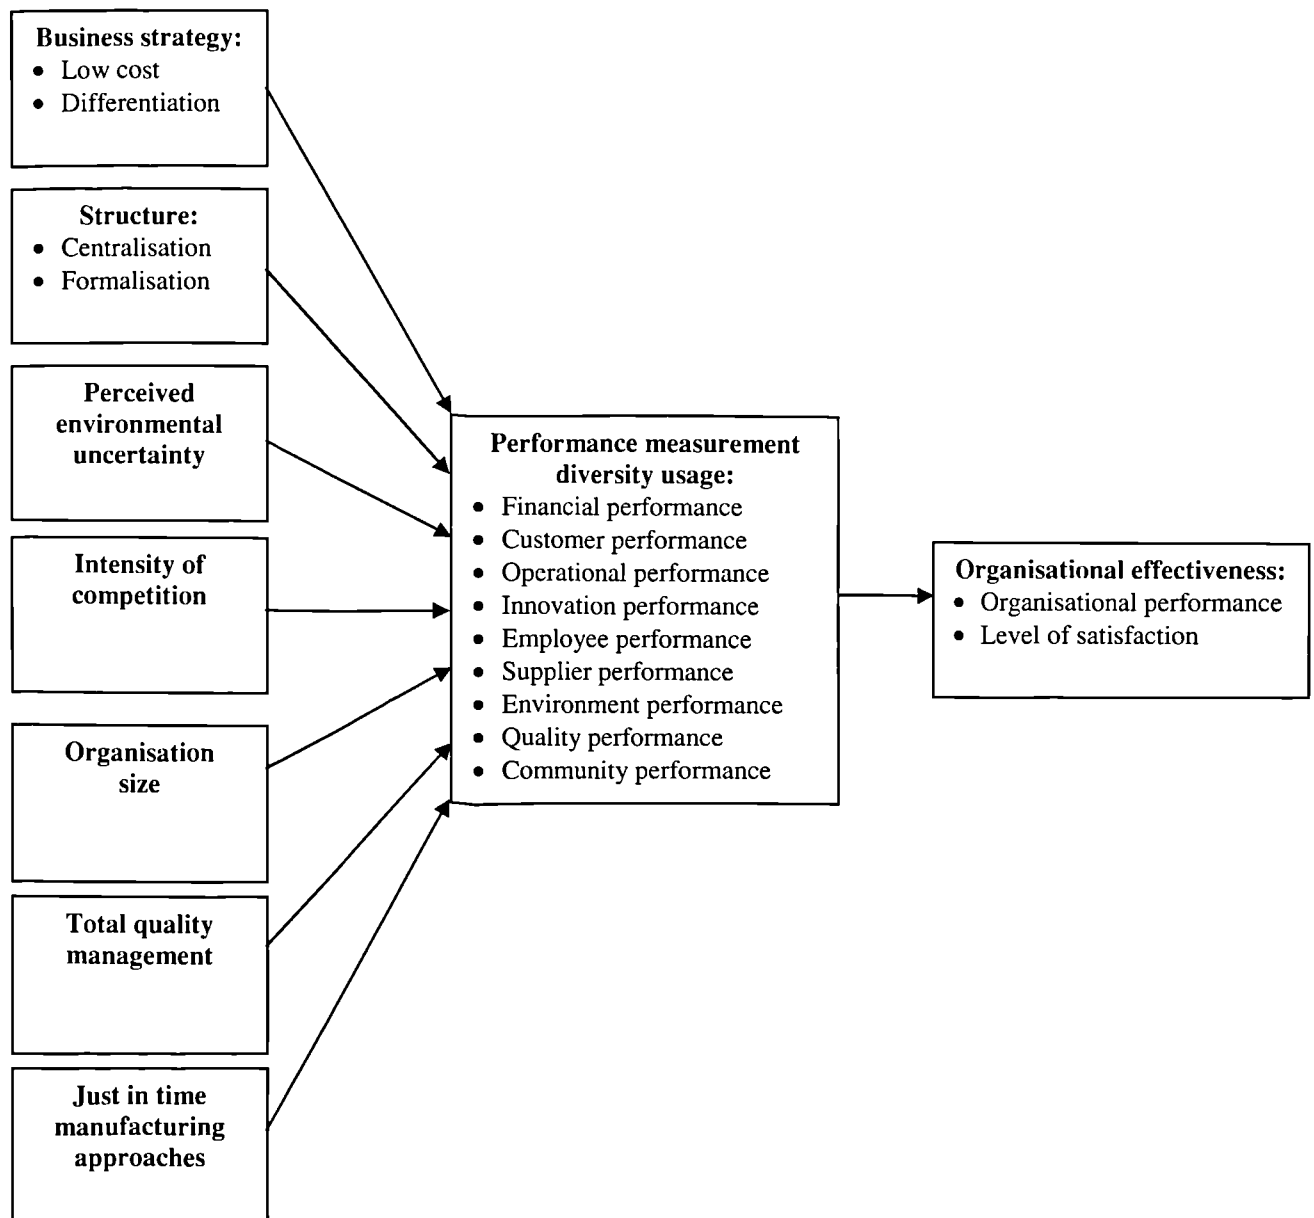 Business strategy:
• Low cost
• Differentiation
Structure:
• Centralisation
• Formalisation
Perceived
environmental
uncertainty
Intensity of
competition
Organisation
size
Total quality
management
Just in time
manufacturing
approaches
Performance measurement
diversity usage:
• Financial performance
• Customer performance
• Operational performance
• Innovation performance
• Employee performance
• Supplier performance
• Environment performance
• Quality performance
• Community performance
Organisational effectiveness:
• Organisational performance
• Level of satisfaction